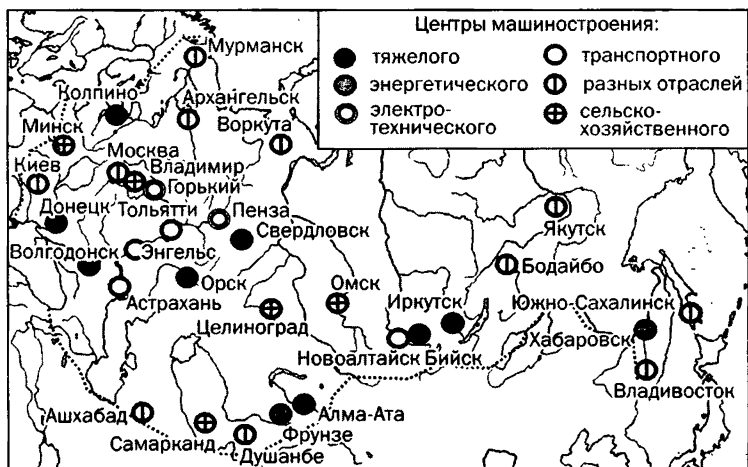 Центры машиностроения:
тяжелого
транспортного
энергетического
разных отраслей
электро-
технического
сельско-
хозяйственного
Мурманск
Колпино
Архангельск
Минск
Воркута
Москва
Киев
Владимир
Горький
Донецк
Тольятти
Пенза
Якутск
Свердловск
Волгодонск
Энгельс
Бодайбо
Орск
Омск
Иркутск
Южно-Сахалинск
Астрахань
Целиноград
Хабаровск
Новоалтайск
Бийск
Владивосток
Ашхабад
Алма-Ата
Самарканд
Фрунзе
Душанбе